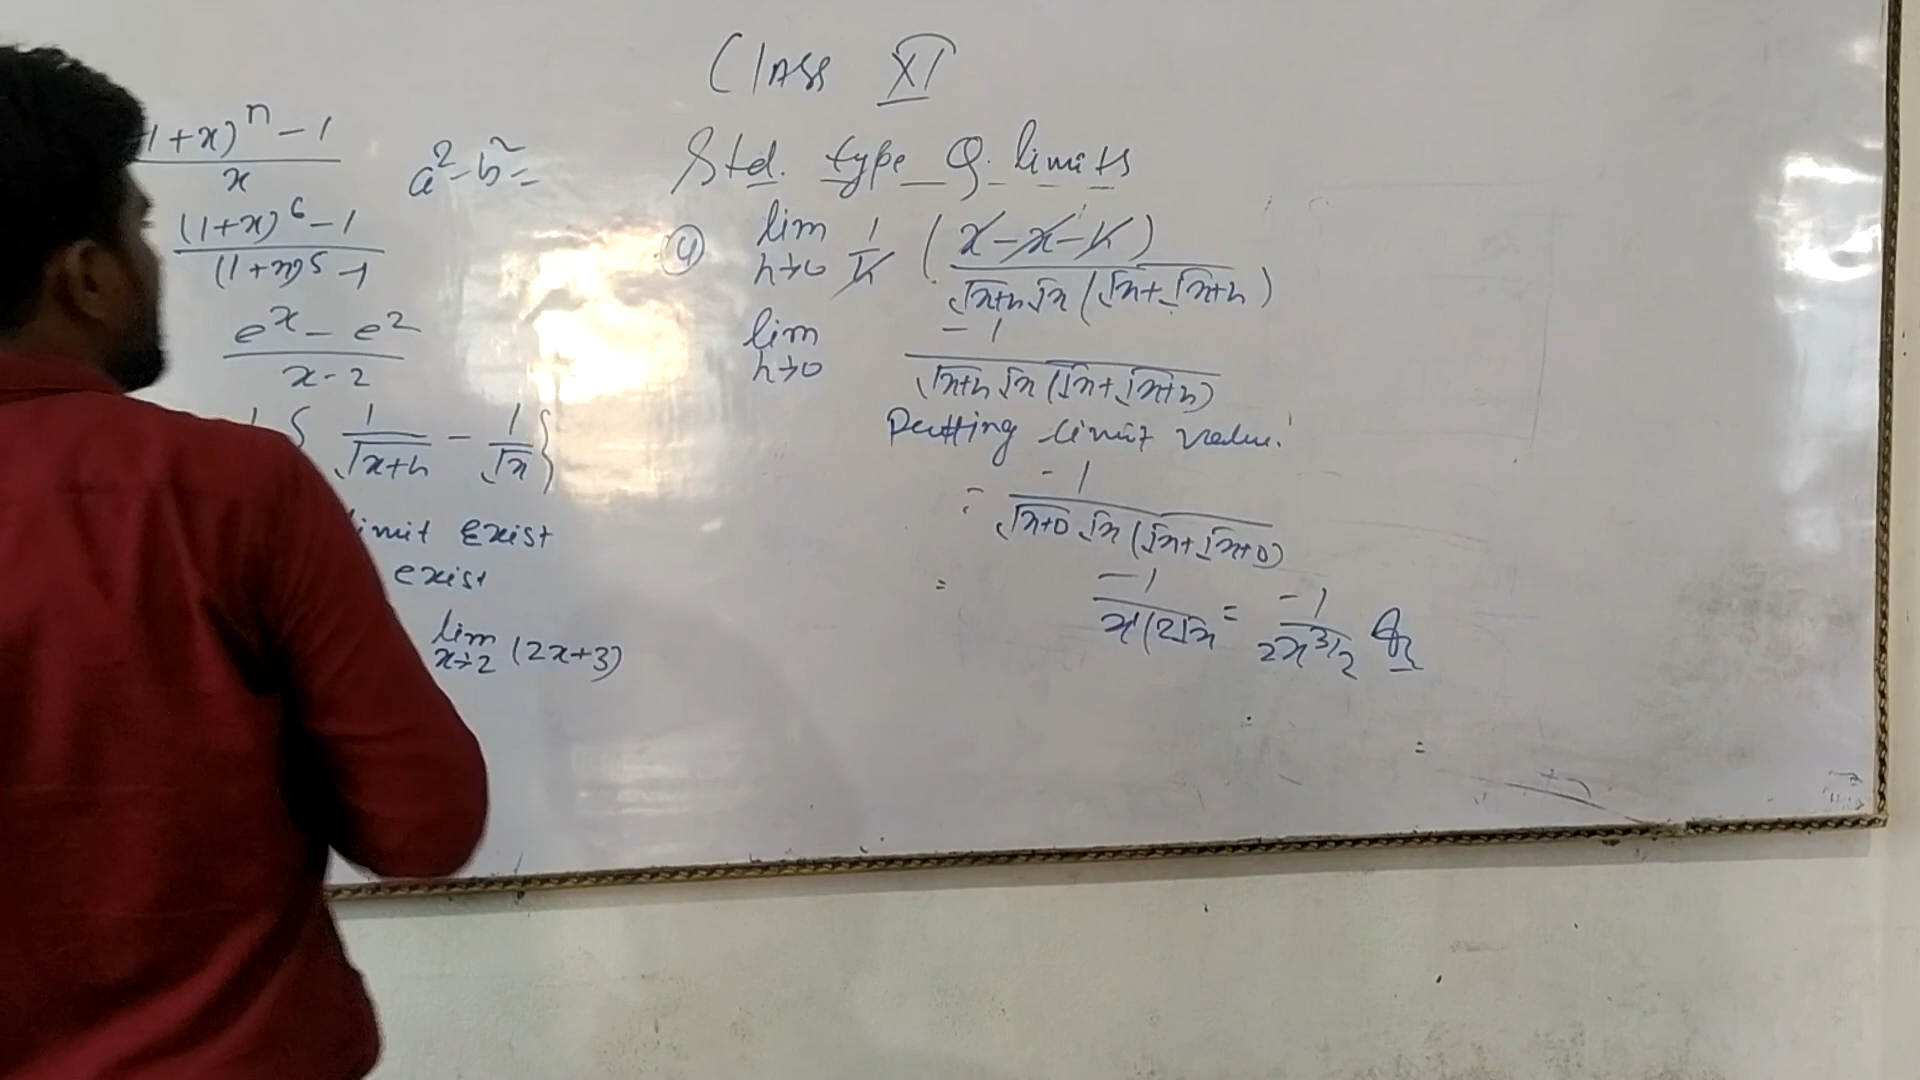 Class XI
1+x)^n - 1 / x
a² - b² =
Std. type Q. limits
(1+x)^6 - 1 / (1+x)^5 - 1
④ lim h→0 1/h ( x - x - h ) / √x+h √x (√x + √x+h )
e^x - e^2 / x - 2
lim h→0 -1 / √x+h √x (√x + √x+h)
{ 1/√x+h - 1/√x }
Putting limit value.
= -1 / √x+0 √x (√x + √x+0)
limit exist
exist
= -1 / x (2√x = -1 / 2x^3/2
lim x→2 (2x+3)